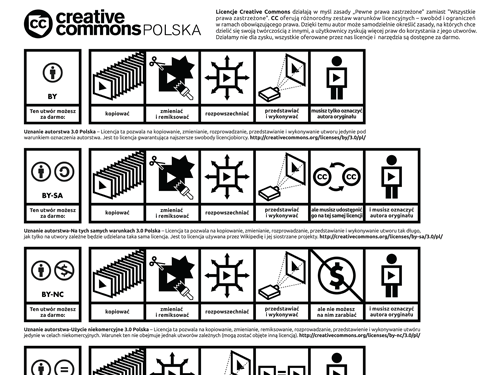 creative commons POLSKA
Licencje Creative Commons działają w myśl zasady „Pewne prawa zastrzeżone” zamiast "Wszystkie
prawa zastrzeżone". CC oferują różnorodny zestaw warunków licencyjnych – swobód i ograniczeń
w ramach obowiązującego prawa. Dzięki temu autor może samodzielnie określić zasady, na których chce
dzielić się swoją twórczością z innymi, a użytkownicy zyskują więcej praw do korzystania z jego utworów.
Działamy nie dla zysku, wszystkie oferowane przez nas licencje i narzędzia są dostępne za darmo.
BY
Ten utwór możesz za darmo:
kopiować
zmieniać i remiksować
rozpowszechniać
przedstawiać i wykonywać
musisz tylko oznaczyć autora oryginału
Uznanie autorstwa 3.0 Polska – Licencja ta pozwala na kopiowanie, zmienianie, rozprowadzanie, przedstawianie i wykonywanie utworu jedynie pod
warunkiem oznaczenia autorstwa. Jest to licencja gwarantująca najszersze swobody licencjobiorcy. http://creativecommons.org/licenses/by/3.0/pl/
BY-SA
Ten utwór możesz za darmo:
kopiować
zmieniać i remiksować
rozpowszechniać
przedstawiać i wykonywać
ale musisz udostępnić go na tej samej licencji
i musisz oznaczyć autora oryginału
Uznanie autorstwa-Na tych samych warunkach 3.0 Polska – Licencja ta pozwala na kopiowanie, zmienianie, rozprowadzanie, przedstawianie i wykonywanie utworu tak długo,
jak tylko na utwory zależne będzie udzielana taka sama licencja. Jest to licencja używana przez Wikipedię i jej siostrzane projekty. http://creativecommons.org/licenses/by-sa/3.0/pl/
BY-NC
Ten utwór możesz za darmo:
kopiować
zmieniać i remiksować
rozpowszechniać
przedstawiać i wykonywać
ale nie możesz na nim zarabiać
i musisz oznaczyć autora oryginału
Uznanie autorstwa-Użycie niekomercyjne 3.0 Polska – Licencja ta pozwala na kopiowanie, zmienianie, remiksowanie, rozprowadzanie, przedstawianie i wykonywanie utworu
jedynie w celach niekomercyjnych. Warunek ten nie obejmuje jednak utworów zależnych (mogą zostać objęte inną licencją). http://creativecommons.org/licenses/by-nc/3.0/pl/